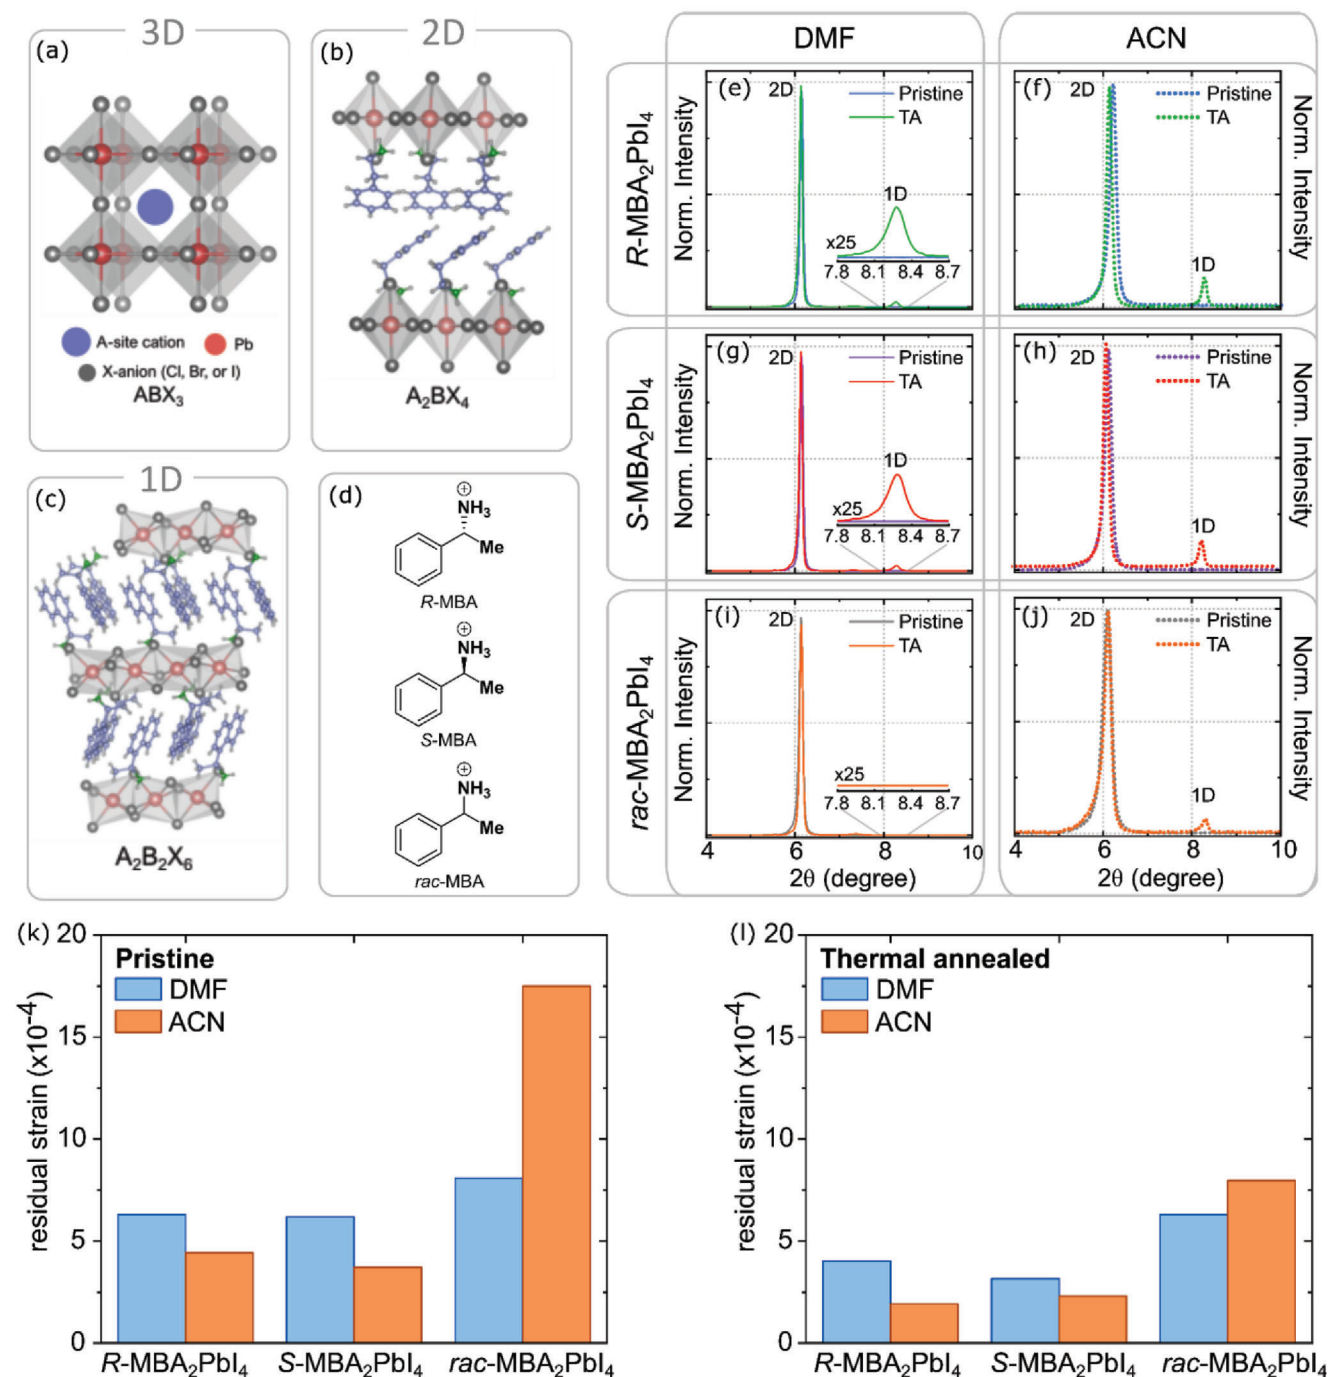 3D
(a)
A-site cation
Pb
X-anion (Cl, Br, or I)
ABX₃
2D
(b)
A₂BX₄
1D
(c)
A₂B₂X₆
(d)
⊕
NH₃
Me
R-MBA
⊕
NH₃
Me
S-MBA
⊕
NH₃
Me
rac-MBA
DMF
ACN
R-MBA₂PbI₄
Norm. Intensity
(e)
2D
Pristine
TA
1D
x25
7.8 8.1 8.4 8.7
(f)
2D
Pristine
TA
1D
Norm. Intensity
S-MBA₂PbI₄
Norm. Intensity
(g)
2D
Pristine
TA
1D
x25
7.8 8.1 8.4 8.7
(h)
2D
Pristine
TA
1D
Norm. Intensity
rac-MBA₂PbI₄
Norm. Intensity
(i)
2D
Pristine
TA
x25
7.8 8.1 8.4 8.7
4 6 8 10
2θ (degree)
(j)
2D
Pristine
TA
1D
Norm. Intensity
4 6 8 10
2θ (degree)
(k)
residual strain (x10⁻⁴)
20
15
10
5
0
Pristine
DMF
ACN
R-MBA₂PbI₄ S-MBA₂PbI₄ rac-MBA₂PbI₄
(l)
residual strain (x10⁻⁴)
20
15
10
5
0
Thermal annealed
DMF
ACN
R-MBA₂PbI₄ S-MBA₂PbI₄ rac-MBA₂PbI₄